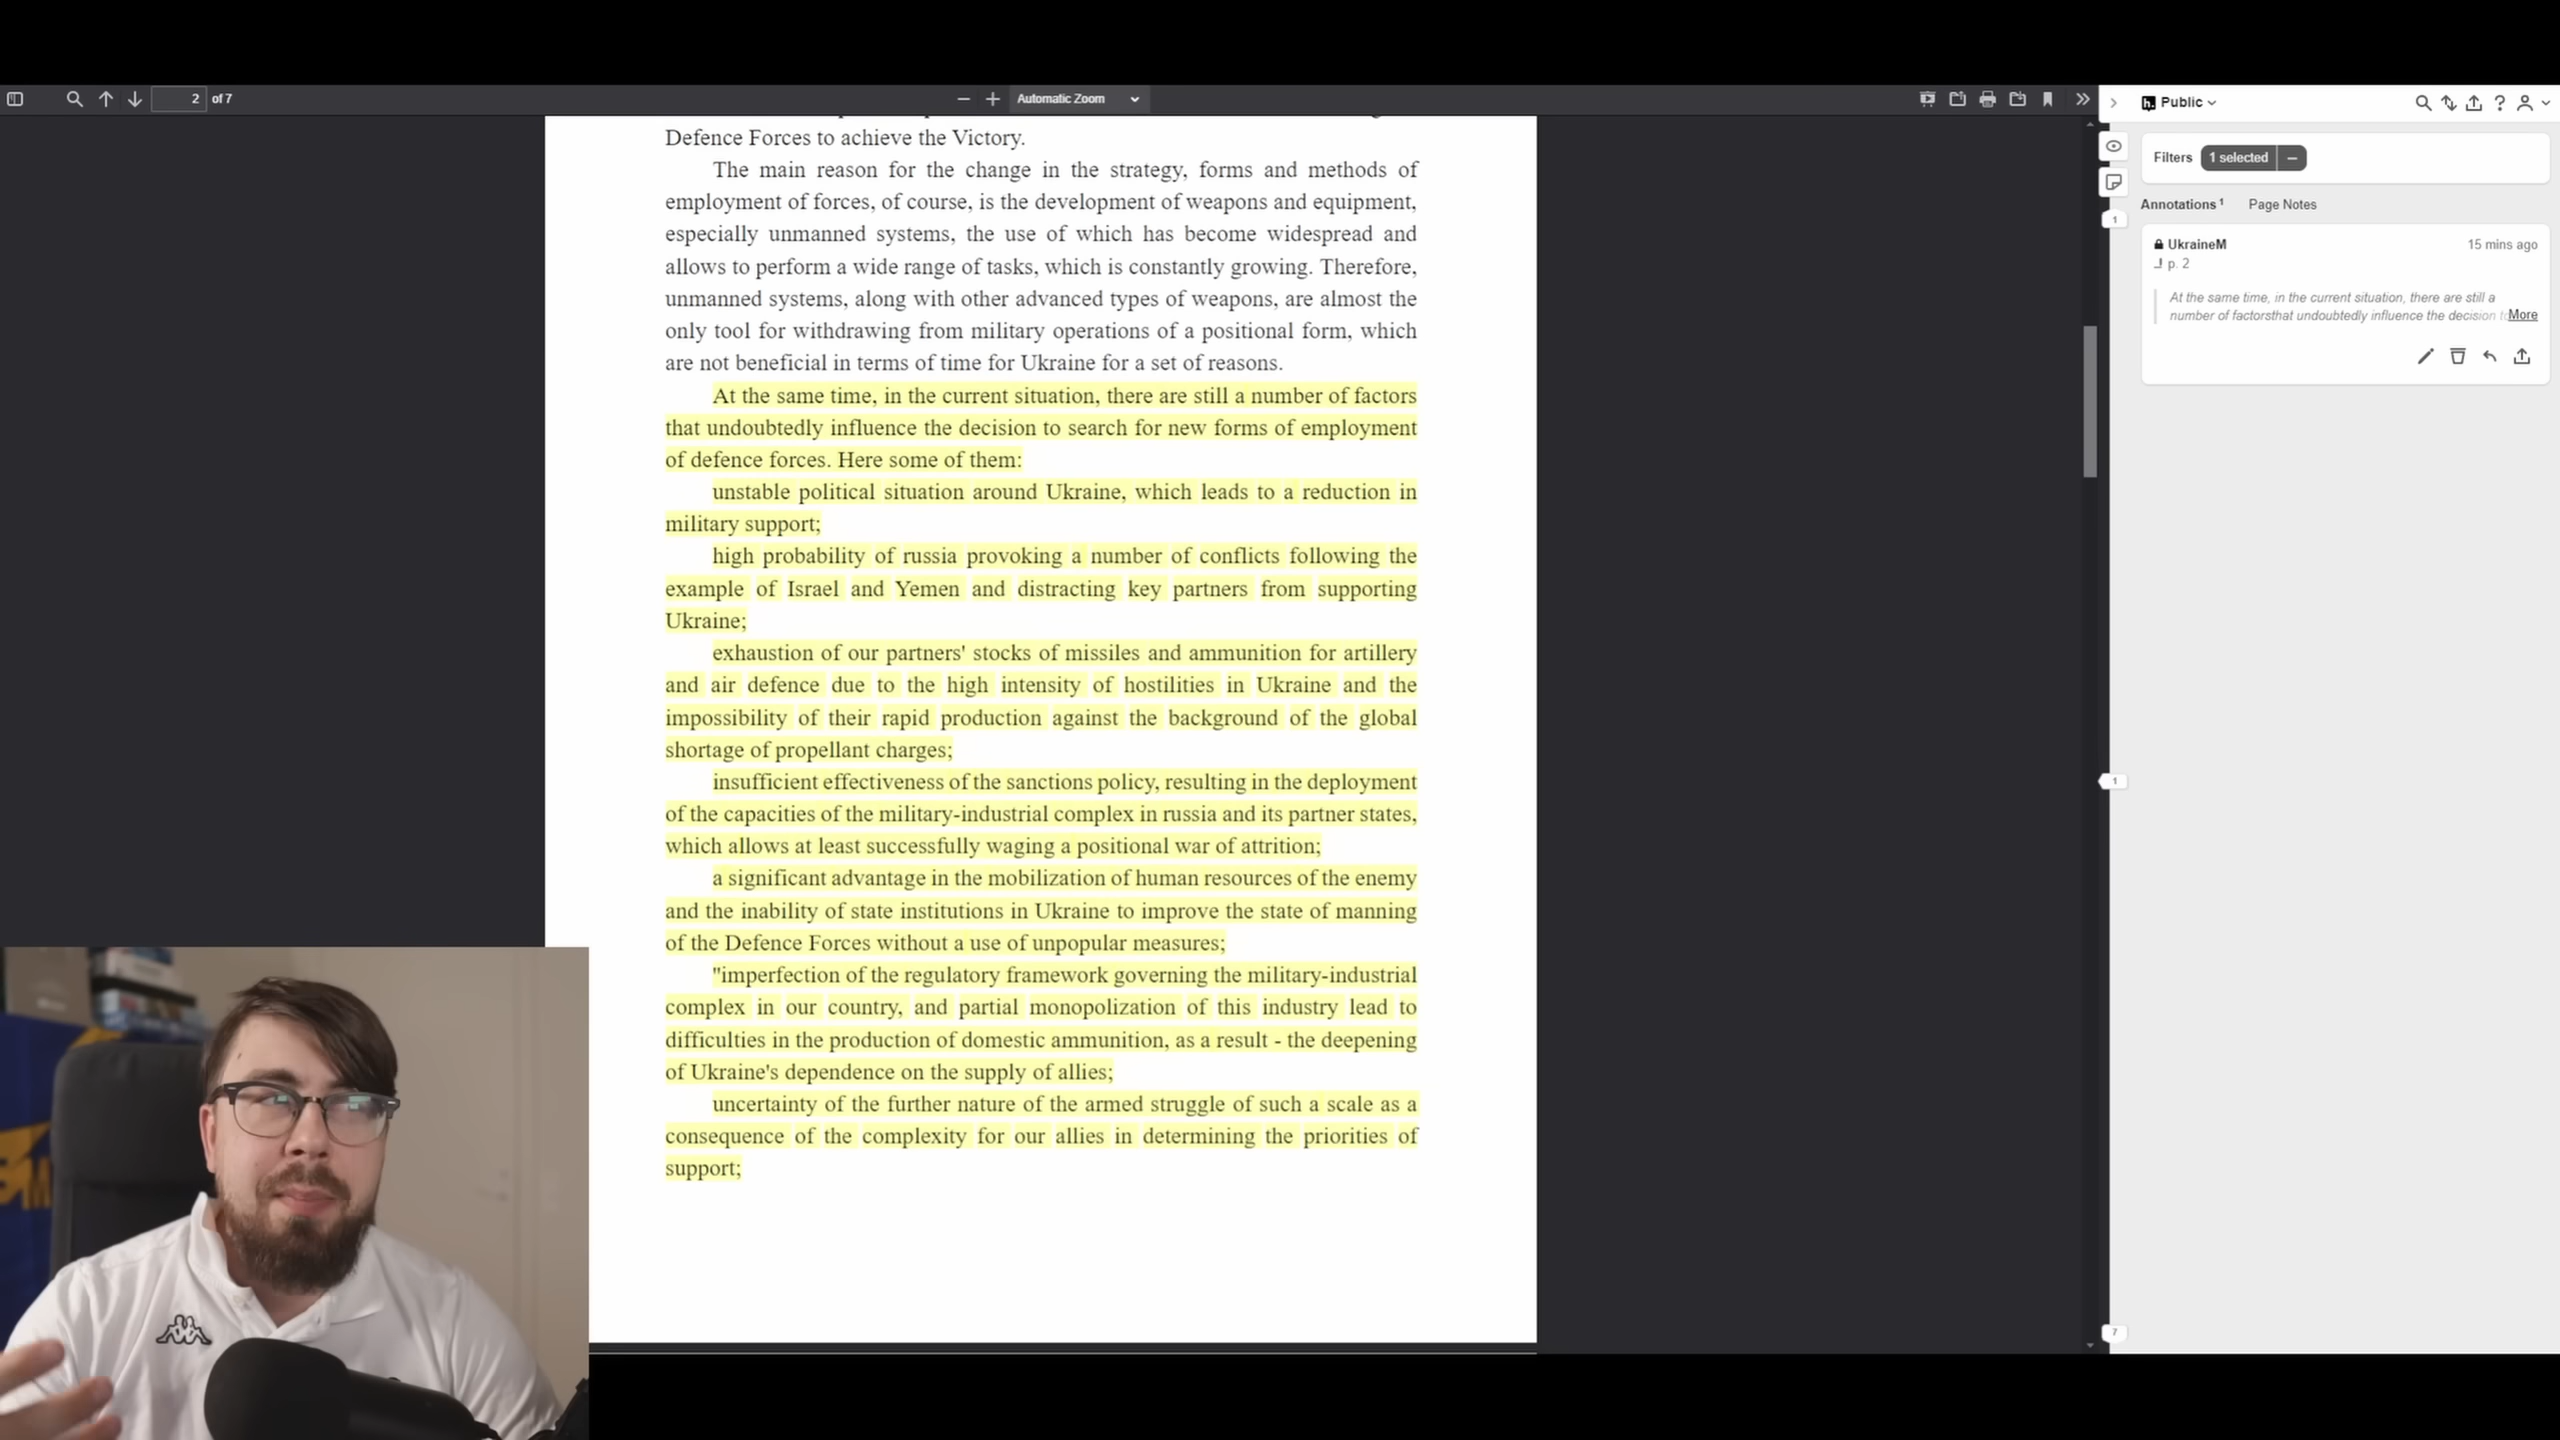 2 of 7
Automatic Zoom
Public
Filters 1 selected
Annotations 1 Page Notes
UkraineM 15 mins ago
p. 2
At the same time, in the current situation, there are still a
number of factorsthat undoubtedly influence the decision
More
1
1
7
Defence Forces to achieve the Victory.
The main reason for the change in the strategy, forms and methods of
employment of forces, of course, is the development of weapons and equipment,
especially unmanned systems, the use of which has become widespread and
allows to perform a wide range of tasks, which is constantly growing. Therefore,
unmanned systems, along with other advanced types of weapons, are almost the
only tool for withdrawing from military operations of a positional form, which
are not beneficial in terms of time for Ukraine for a set of reasons.
At the same time, in the current situation, there are still a number of factors
that undoubtedly influence the decision to search for new forms of employment
of defence forces. Here some of them:
unstable political situation around Ukraine, which leads to a reduction in
military support;
high probability of russia provoking a number of conflicts following the
example of Israel and Yemen and distracting key partners from supporting
Ukraine;
exhaustion of our partners' stocks of missiles and ammunition for artillery
and air defence due to the high intensity of hostilities in Ukraine and the
impossibility of their rapid production against the background of the global
shortage of propellant charges;
insufficient effectiveness of the sanctions policy, resulting in the deployment
of the capacities of the military-industrial complex in russia and its partner states,
which allows at least successfully waging a positional war of attrition;
a significant advantage in the mobilization of human resources of the enemy
and the inability of state institutions in Ukraine to improve the state of manning
of the Defence Forces without a use of unpopular measures;
"imperfection of the regulatory framework governing the military-industrial
complex in our country, and partial monopolization of this industry lead to
difficulties in the production of domestic ammunition, as a result - the deepening
of Ukraine's dependence on the supply of allies;
uncertainty of the further nature of the armed struggle of such a scale as a
consequence of the complexity for our allies in determining the priorities of
support;